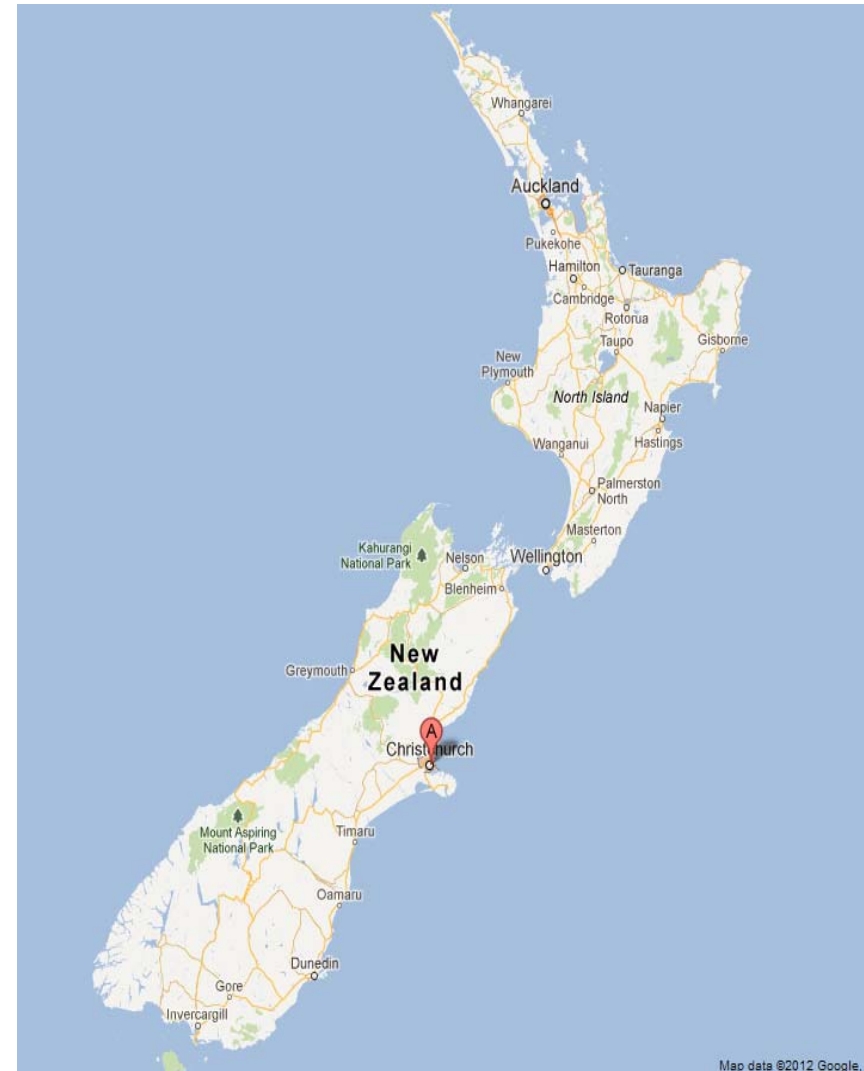 Whangarei
Auckland
Pukekohe
Hamilton
Tauranga
Cambridge
Rotorua
Taupo
Gisborne
New
Plymouth
North Island
Napier
Wanganui
Hastings
Palmerston
North
Masterton
Kahurangi
National Park
Nelson
Wellington
Blenheim
New
Zealand
Greymouth
A
Christchurch
Mount Aspiring
National Park
Timaru
Oamaru
Dunedin
Gore
Invercargill
Map data ©2012 Google,